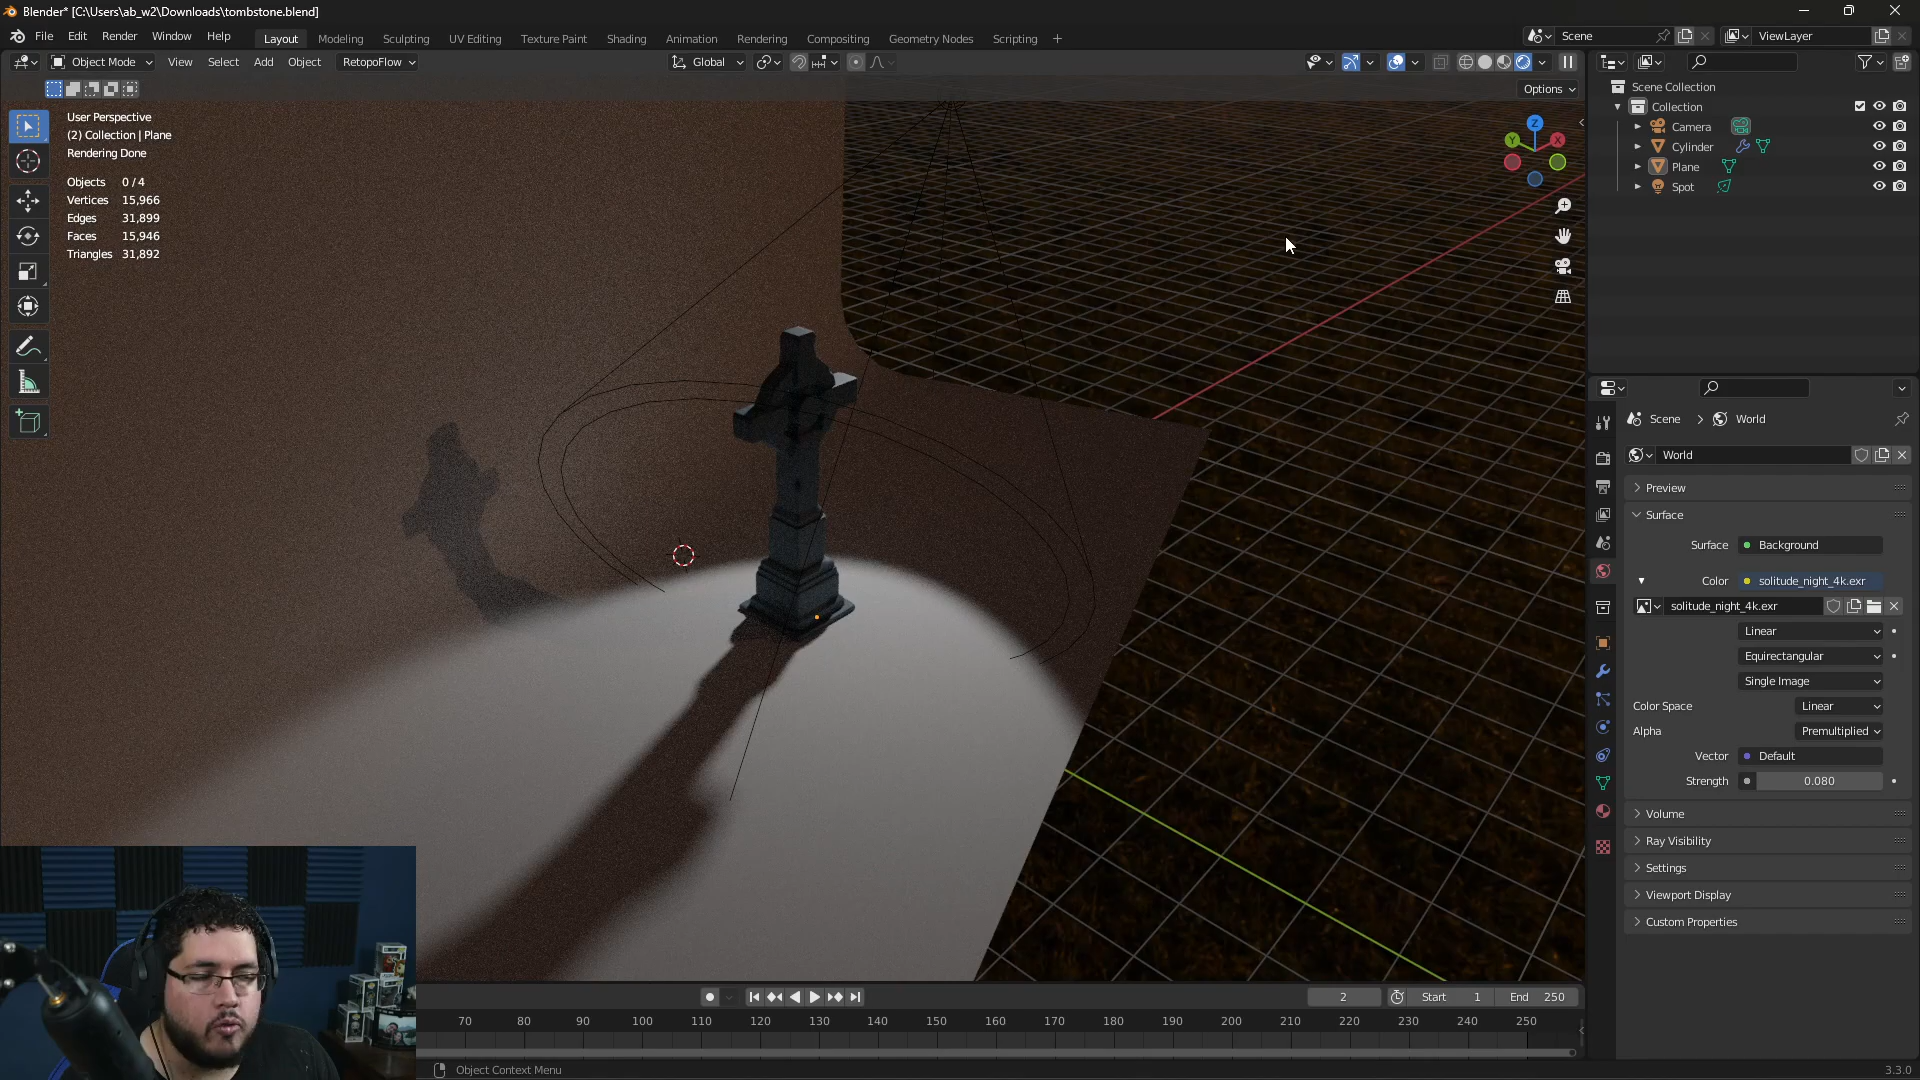 Blender* [C:\Users\ab_w2\Downloads\tombstone.blend]
File Edit Render Window Help Layout Modeling Sculpting UV Editing Texture Paint Shading Animation Rendering Compositing Geometry Nodes Scripting +
Scene
ViewLayer
Object Mode View Select Add Object RetopoFlow
Global
Options
User Perspective
(2) Collection | Plane
Rendering Done
Objects 0/4
Vertices 15,966
Edges 31,899
Faces 15,946
Triangles 31,892
Z
Y
X
Scene Collection
Collection
Camera
Cylinder
Plane
Spot
Scene > World
World
Preview
Surface
Surface Background
Color solitude_night_4k.exr
solitude_night_4k.exr
Linear
Equirectangular
Single Image
Color Space Linear
Alpha Premultiplied
Vector Default
Strength 0.080
Volume
Ray Visibility
Settings
Viewport Display
Custom Properties
2 Start 1 End 250
70 80 90 100 110 120 130 140 150 160 170 180 190 200 210 220 230 240 250
Object Context Menu
3.3.0